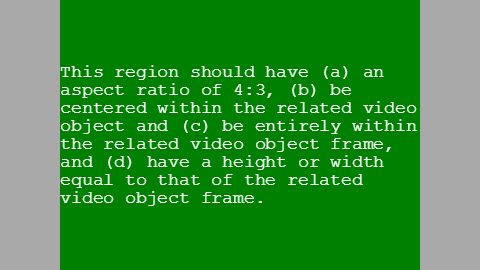 This region should have (a) an
aspect ratio of 4:3, (b) be
centered within the related video
object and (c) be entirely within
the related video object frame,
and (d) have a height or width
equal to that of the related
video object frame.